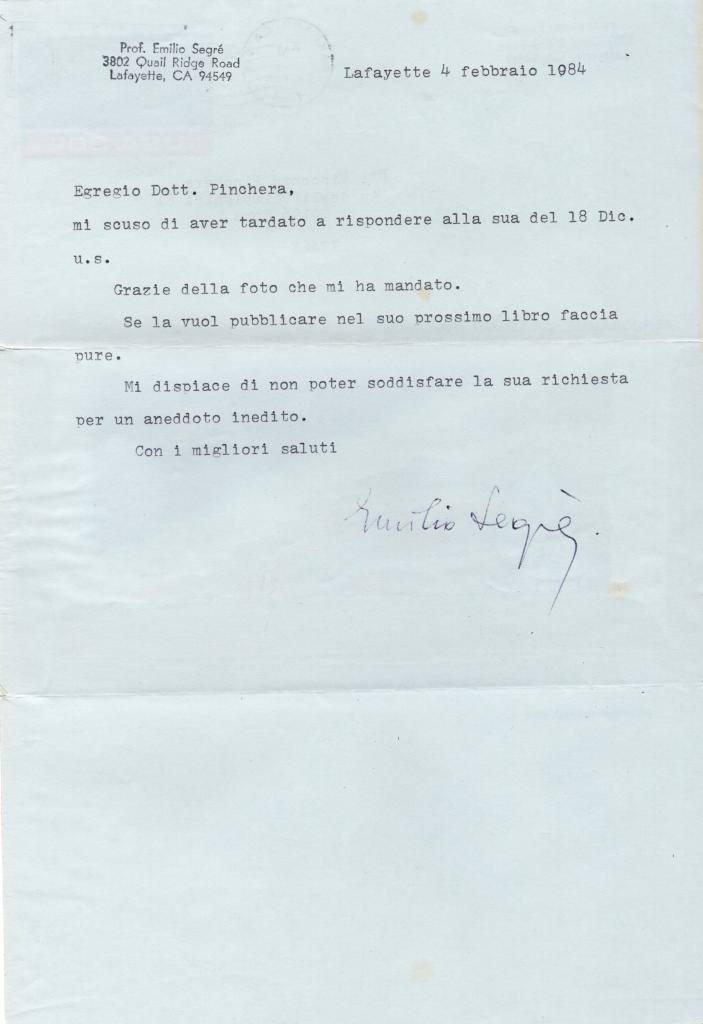 Prof. Emilio Segré
3802 Quail Ridge Road
Lafayette, CA 94549
Lafayette 4 febbraio 1984
Egregio Dott. Pinchera,
mi scuso di aver tardato a rispondere alla sua del 18 Dic.
u.s.
Grazie della foto che mi ha mandato.
Se la vuol pubblicare nel suo prossimo libro faccia
pure.
Mi dispiace di non poter soddisfare la sua richiesta
per un aneddoto inedito.
Con i migliori saluti
Emilio Segrè.